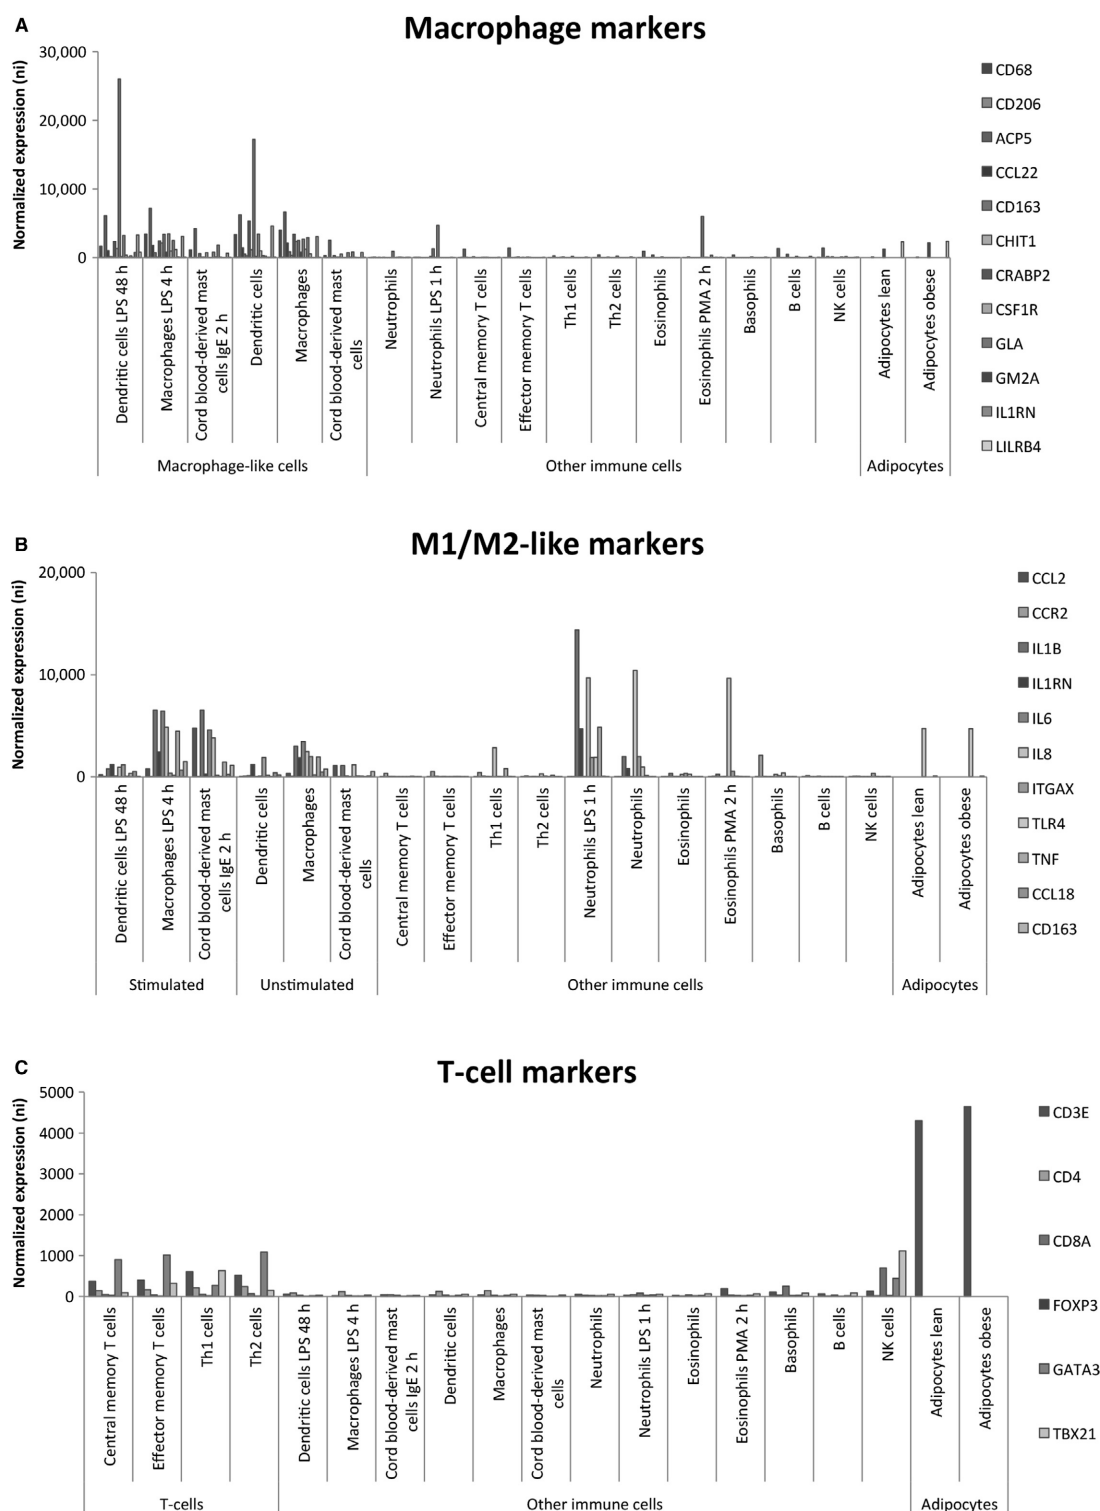 A
Macrophage markers
Normalized expression (ni)
30,000
20,000
10,000
0
Dendritic cells LPS 48 h
Macrophages LPS 4 h
Cord blood-derived mast
cells IgE 2 h
Dendritic cells
Macrophages
Cord blood-derived mast
cells
Neutrophils
Neutrophils LPS 1 h
Central memory T cells
Effector memory T cells
Th1 cells
Th2 cells
Eosinophils
Eosinophils PMA 2 h
Basophils
B cells
NK cells
Adipocytes lean
Adipocytes obese
Macrophage-like cells
Other immune cells
Adipocytes
CD68
CD206
ACP5
CCL22
CD163
CHIT1
CRABP2
CSF1R
GLA
GM2A
IL1RN
LILRB4
B
M1/M2-like markers
Normalized expression (ni)
20,000
10,000
0
Dendritic cells LPS 48 h
Macrophages LPS 4 h
Cord blood-derived mast
cells IgE 2 h
Dendritic cells
Macrophages
Cord blood-derived mast
cells
Central memory T cells
Effector memory T cells
Th1 cells
Th2 cells
Neutrophils LPS 1 h
Neutrophils
Eosinophils
Eosinophils PMA 2 h
Basophils
B cells
NK cells
Adipocytes lean
Adipocytes obese
Stimulated
Unstimulated
Other immune cells
Adipocytes
CCL2
CCR2
IL1B
IL1RN
IL6
IL8
ITGAX
TLR4
TNF
CCL18
CD163
C
T-cell markers
Normalized expression (ni)
5000
4000
3000
2000
1000
0
Central memory T cells
Effector memory T cells
Th1 cells
Th2 cells
Dendritic cells LPS 48 h
Macrophages LPS 4 h
Cord blood-derived mast
cells IgE 2 h
Dendritic cells
Macrophages
Cord blood-derived mast
cells
Neutrophils
Neutrophils LPS 1 h
Eosinophils
Eosinophils PMA 2 h
Basophils
B cells
NK cells
Adipocytes lean
Adipocytes obese
T-cells
Other immune cells
Adipocytes
CD3E
CD4
CD8A
FOXP3
GATA3
TBX21